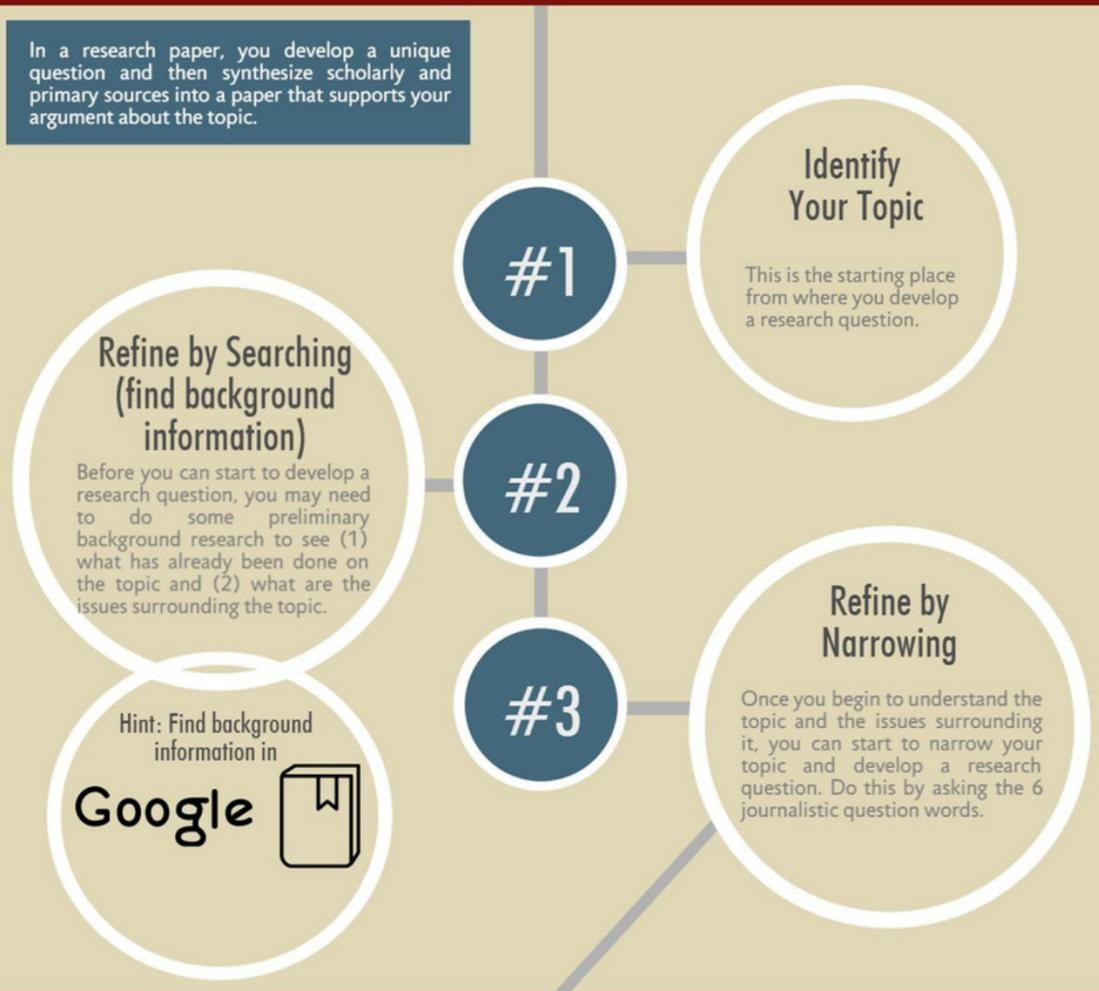 In a research paper, you develop a unique
question and then synthesize scholarly and
primary sources into a paper that supports your
argument about the topic.
#1
Identify
Your Topic
This is the starting place
from where you develop
a research question.
#2
Refine by Searching
(find background
information)
Before you can start to develop a
research question, you may need
to do some preliminary
background research to see (1)
what has already been done on
the topic and (2) what are the
issues surrounding the topic.
Hint: Find background
information in
Google
#3
Refine by
Narrowing
Once you begin to understand the
topic and the issues surrounding
it, you can start to narrow your
topic and develop a research
question. Do this by asking the 6
journalistic question words.